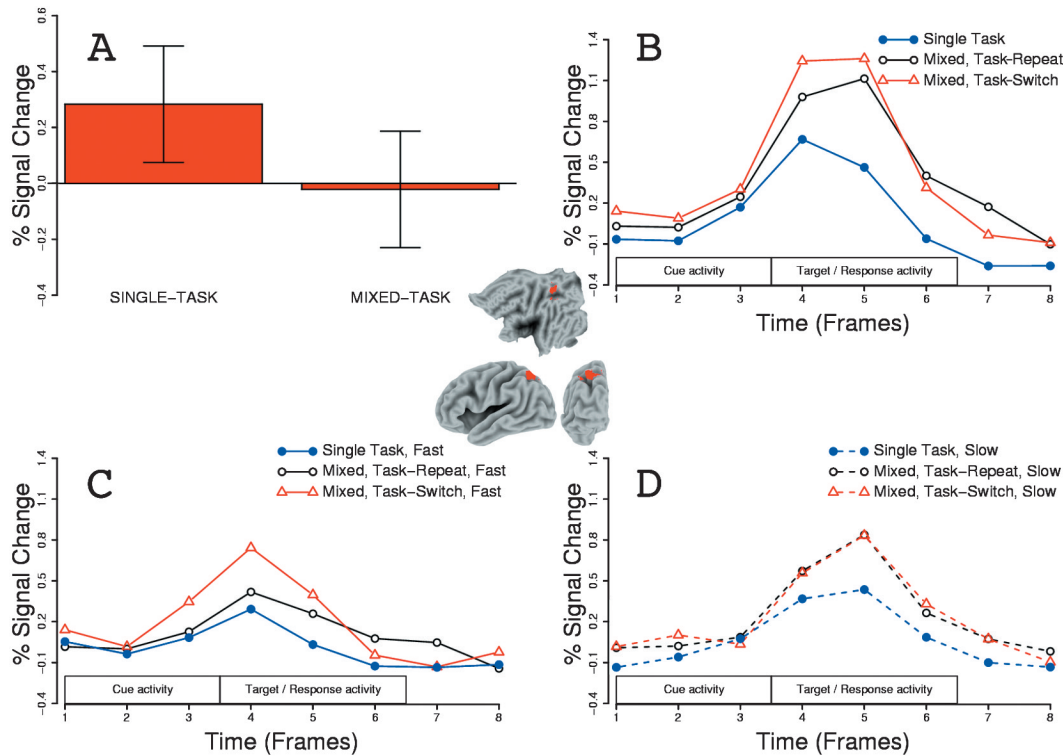 A
% Signal Change
0.6
0.4
0.2
0.0
−0.2
−0.4
SINGLE−TASK
MIXED−TASK
B
Single Task
Mixed, Task−Repeat
Mixed, Task−Switch
% Signal Change
1.4
1.1
0.8
0.5
0.2
−0.1
−0.4
Cue activity
Target / Response activity
1 2 3 4 5 6 7 8
Time (Frames)
C
Single Task, Fast
Mixed, Task−Repeat, Fast
Mixed, Task−Switch, Fast
% Signal Change
1.4
1.1
0.8
0.5
0.2
−0.1
−0.4
Cue activity
Target / Response activity
1 2 3 4 5 6 7 8
Time (Frames)
D
Single Task, Slow
Mixed, Task−Repeat, Slow
Mixed, Task−Switch, Slow
% Signal Change
1.4
1.1
0.8
0.5
0.2
−0.1
−0.4
Cue activity
Target / Response activity
1 2 3 4 5 6 7 8
Time (Frames)